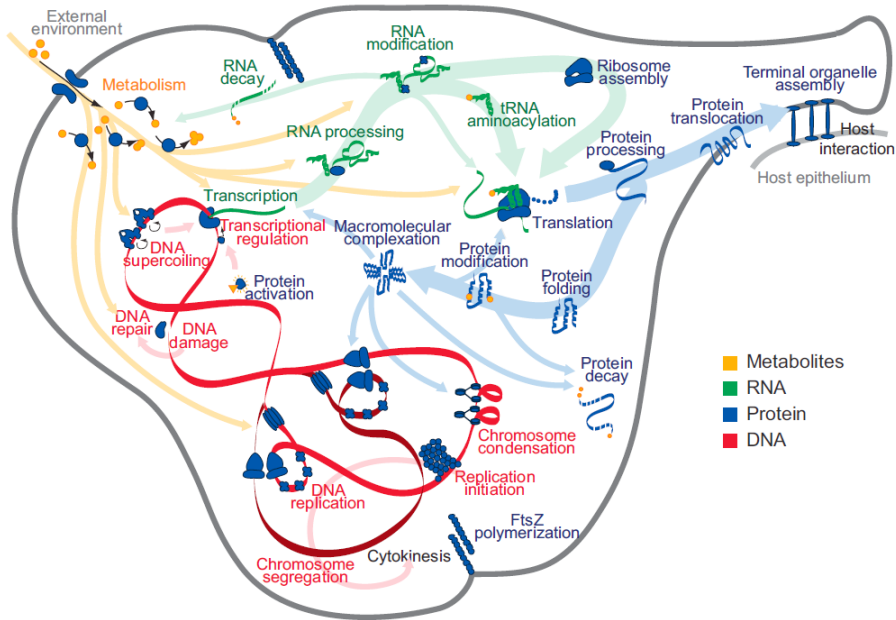 External
environment
Metabolism
RNA
decay
RNA
modification
Ribosome
assembly
Terminal organelle
assembly
tRNA
aminoacylation
Protein
translocation
RNA processing
Protein
processing
Host
interaction
Host epithelium
Transcription
Transcriptional
regulation
Macromolecular
complexation
Translation
DNA
supercoiling
Protein
modification
Protein
folding
Protein
activation
DNA
repair
DNA
damage
Protein
decay
Metabolites
RNA
Protein
DNA
Chromosome
condensation
Replication
initiation
DNA
replication
FtsZ
polymerization
Cytokinesis
Chromosome
segregation